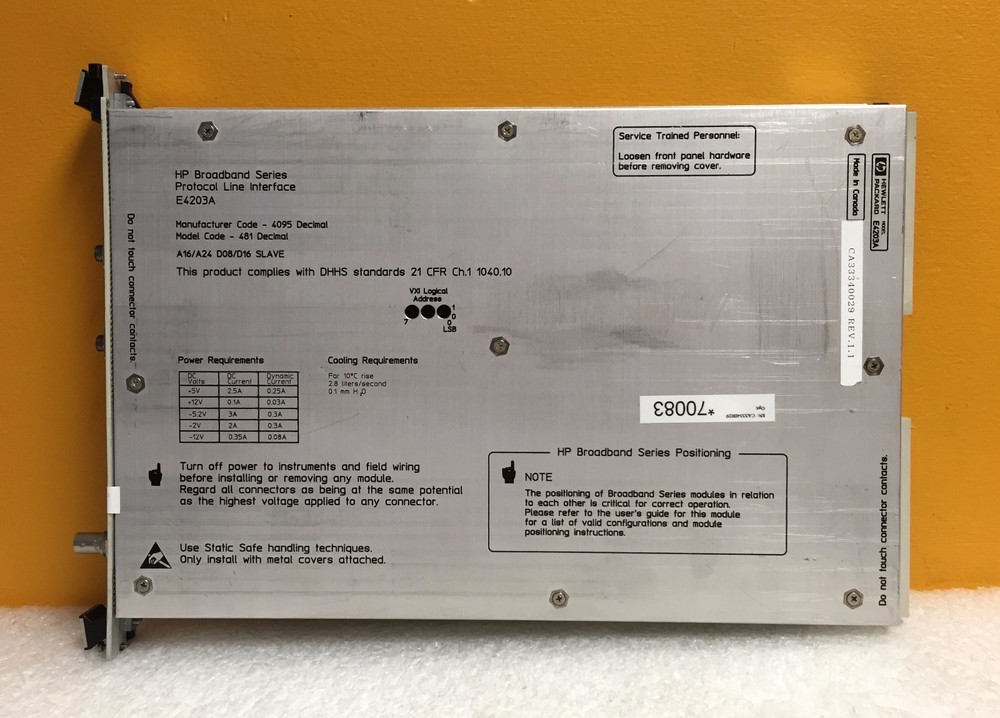 Service Trained Personnel:
Loosen front panel hardware
before removing cover.
HEWLETT
PACKARD
MODEL
E4203A
Made in Canada
HP Broadband Series
Protocol Line Interface
E4203A
Manufacturer Code - 4095 Decimal
Model Code - 481 Decimal
A16/A24 D08/D16 SLAVE
This product complies with DHHS standards 21 CFR Ch.1 1040.10
Do not touch connector contacts.
CA33340029 REV.1.1
VXI Logical
Address
1
0
7
0
LSB
Power Requirements
DC Volts DC Current Dynamic Current
+5V 2.5A 0.25A
+12V 0.1A 0.03A
-5.2V 3A 0.3A
-2V 2A 0.3A
-12V 0.35A 0.08A
Cooling Requirements
For 10°C rise
2.8 liters/second
0.1 mm H2O
S/N: CA33340029
Opt:
*70083
Turn off power to instruments and field wiring
before installing or removing any module.
Regard all connectors as being at the same potential
as the highest voltage applied to any connector.
HP Broadband Series Positioning
NOTE
The positioning of Broadband Series modules in relation
to each other is critical for correct operation.
Please refer to the user's guide for this module
for a list of valid configurations and module
positioning instructions.
Use Static Safe handling techniques.
Only install with metal covers attached.
Do not touch connector contacts.